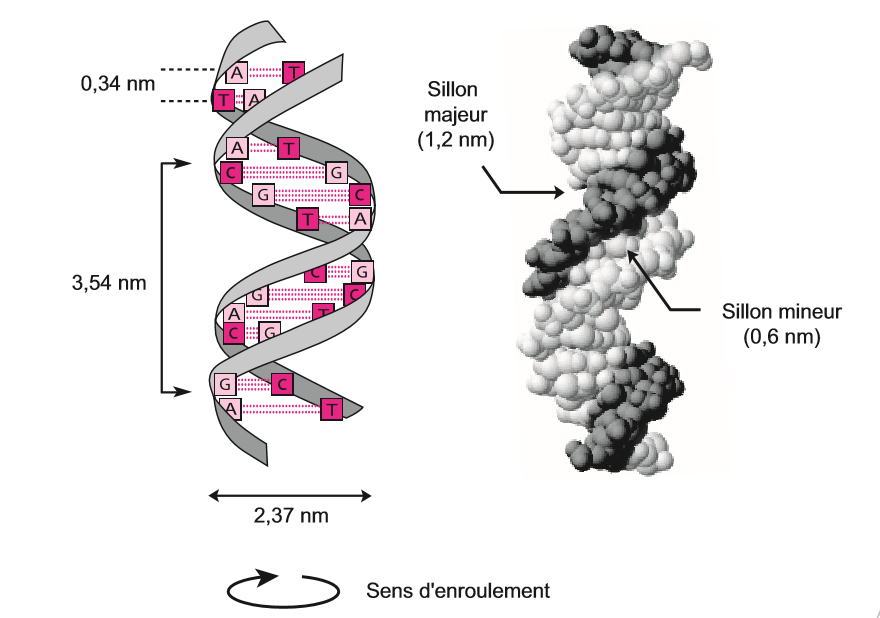 0,34 nm
A T
T A
A T
C G
G C
T A
3,54 nm
C G
G C
A T
C G
G C
A T
2,37 nm
Sens d'enroulement
Sillon
majeur
(1,2 nm)
Sillon mineur
(0,6 nm)